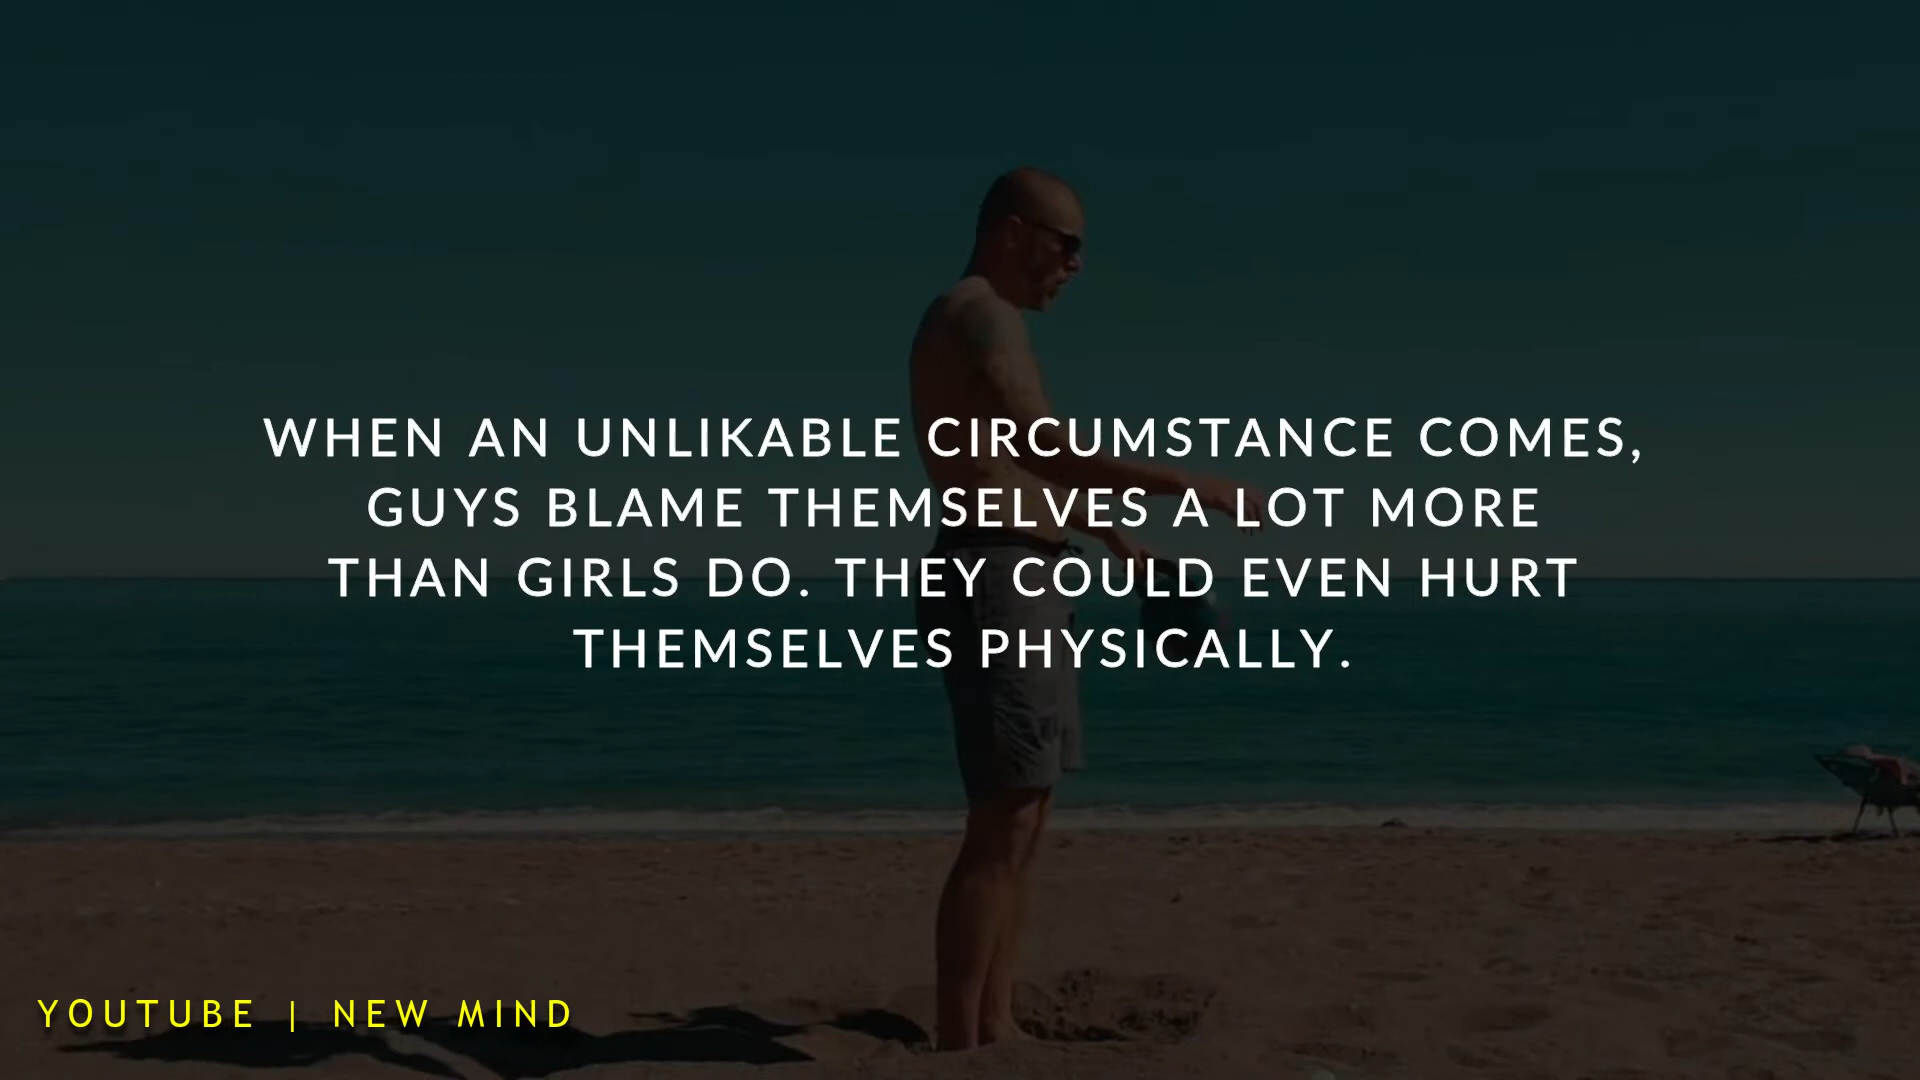 WHEN AN UNLIKABLE CIRCUMSTANCE COMES,
GUYS BLAME THEMSELVES A LOT MORE
THAN GIRLS DO. THEY COULD EVEN HURT
THEMSELVES PHYSICALLY.
YOUTUBE | NEW MIND